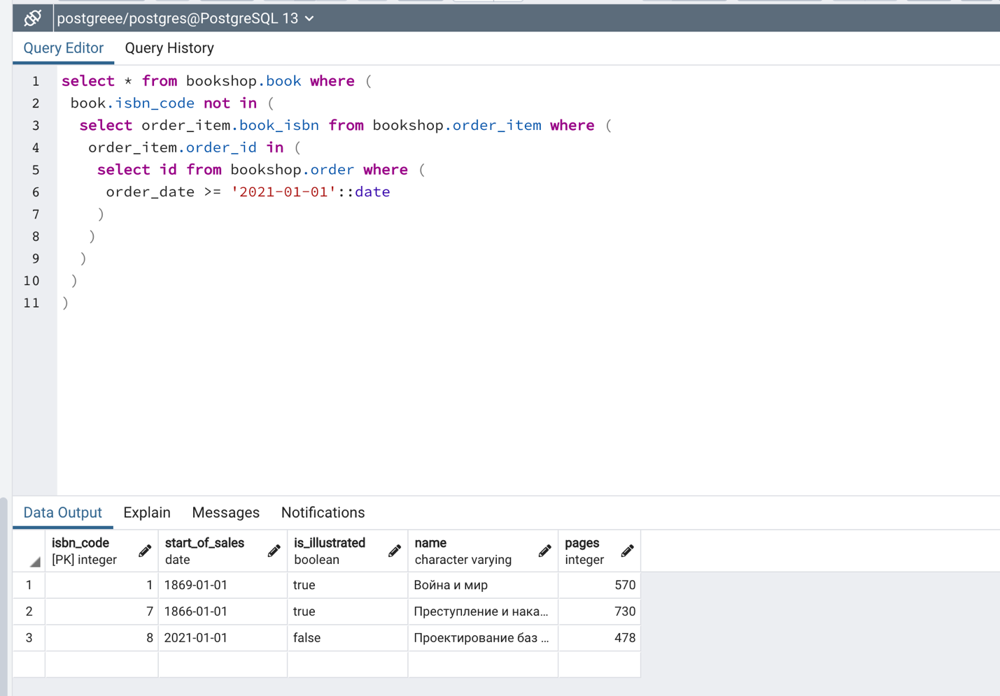 postgreee/postgres@PostgreSQL 13
Query Editor Query History
1 select * from bookshop.book where (
2 book.isbn_code not in (
3 select order_item.book_isbn from bookshop.order_item where (
4 order_item.order_id in (
5 select id from bookshop.order where (
6 order_date >= '2021-01-01'::date
7 )
8 )
9 )
10 )
11 )
Data Output Explain Messages Notifications
isbn_code start_of_sales is_illustrated name pages
[PK] integer date boolean character varying integer
1 1 1869-01-01 true Война и мир 570
2 7 1866-01-01 true Преступление и нака... 730
3 8 2021-01-01 false Проектирование баз ... 478